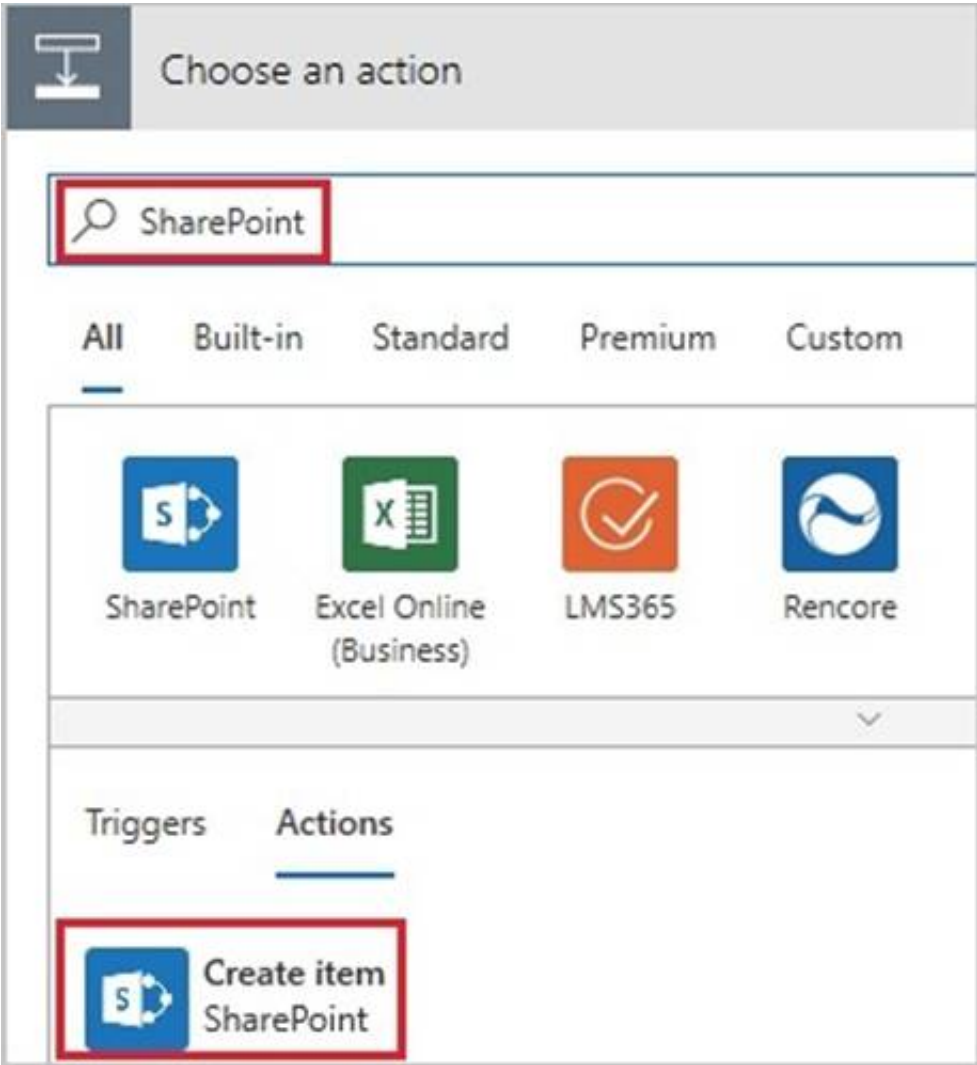 Choose an action
SharePoint
All Built-in Standard Premium Custom
S X S
SharePoint Excel Online LMS365 Rencore
(Business)
Triggers Actions
Create item
S
SharePoint